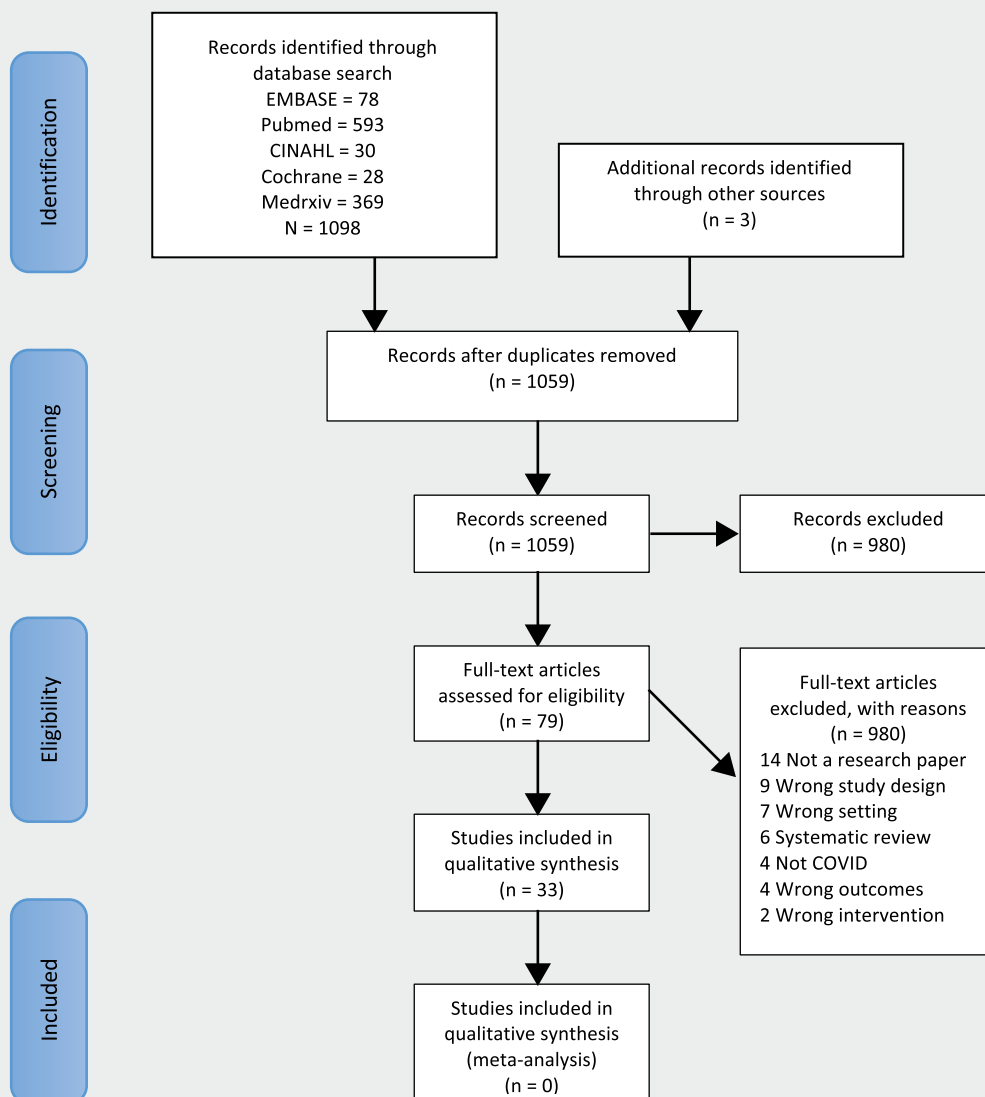 Identification
Records identified through
database search
EMBASE = 78
Pubmed = 593
CINAHL = 30
Cochrane = 28
Medrxiv = 369
N = 1098
Additional records identified
through other sources
(n = 3)
Screening
Records after duplicates removed
(n = 1059)
Records screened
(n = 1059)
Records excluded
(n = 980)
Eligibility
Full-text articles
assessed for eligibility
(n = 79)
Full-text articles
excluded, with reasons
(n = 980)
14 Not a research paper
9 Wrong study design
7 Wrong setting
6 Systematic review
4 Not COVID
4 Wrong outcomes
2 Wrong intervention
Studies included in
qualitative synthesis
(n = 33)
Included
Studies included in
qualitative synthesis
(meta-analysis)
(n = 0)